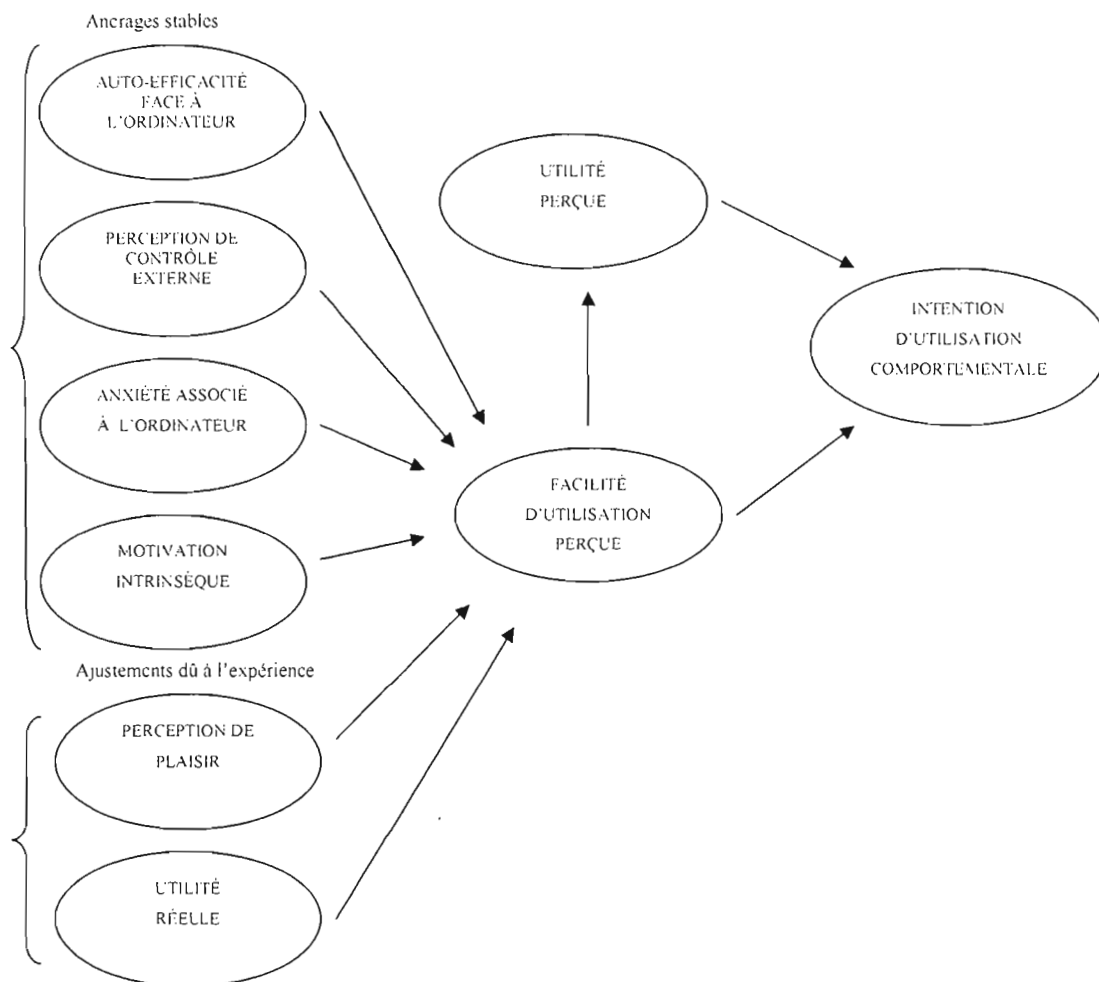 Ancrages stables
AUTO-EFFICACITÉ
FACE À
L'ORDINATEUR
PERCEPTION DE
CONTRÔLE
EXTERNE
ANXIÉTÉ ASSOCIÉ
À L'ORDINATEUR
MOTIVATION
INTRINSÈQUE
Ajustements dû à l'expérience
PERCEPTION DE
PLAISIR
UTILITÉ
RÉELLE
UTILITÉ
PERÇUE
FACILITÉ
D'UTILISATION
PERÇUE
INTENTION
D'UTILISATION
COMPORTEMENTALE